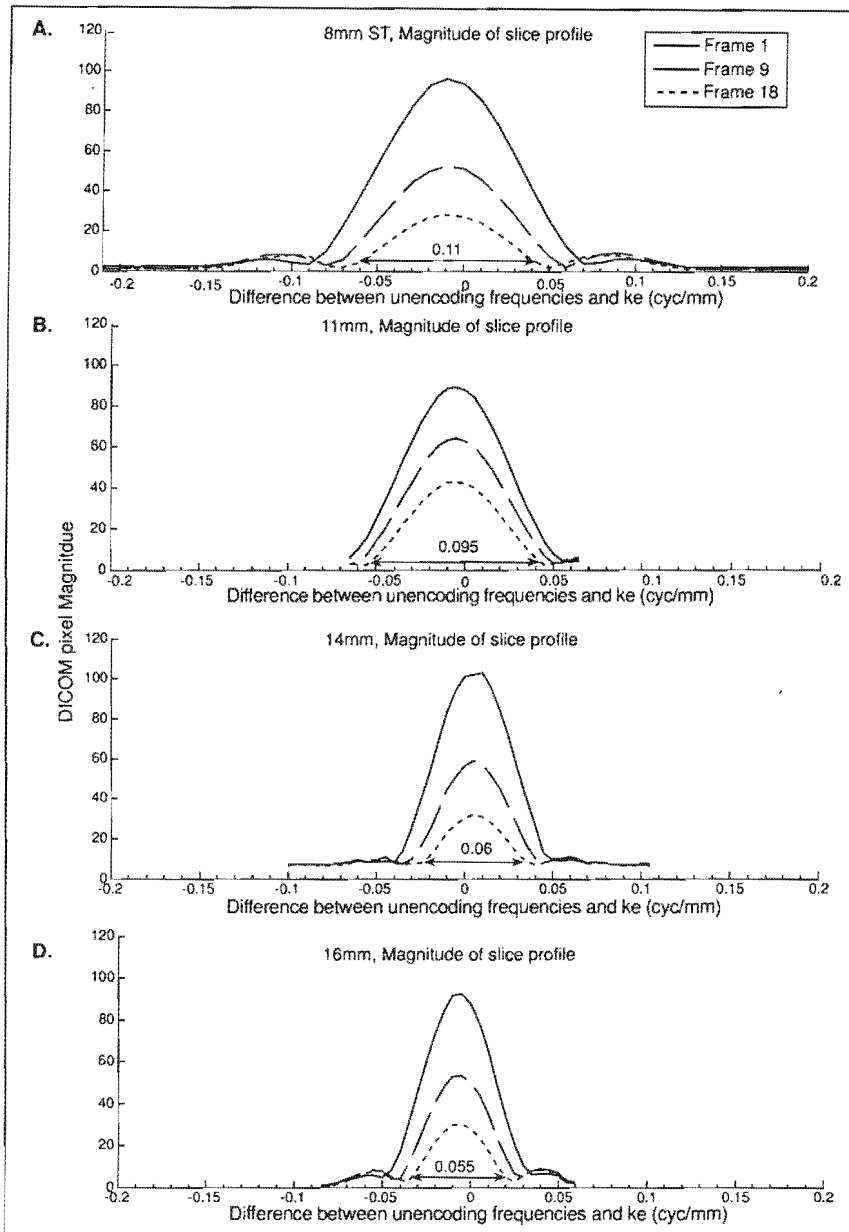 A.
8mm ST, Magnitude of slice profile
Frame 1
Frame 9
Frame 18
120
100
80
60
40
20
0
0.11
-0.2 -0.15 -0.1 -0.05 0 0.05 0.1 0.15 0.2
Difference between unencoding frequencies and ke (cyc/mm)
B.
11mm, Magnitude of slice profile
120
100
80
60
40
20
0
0.095
-0.2 -0.15 -0.1 -0.05 0 0.05 0.1 0.15 0.2
Difference between unencoding frequencies and ke (cyc/mm)
DICOM pixel Magnitdue
C.
14mm, Magnitude of slice profile
120
100
80
60
40
20
0
0.06
-0.2 -0.15 -0.1 -0.05 0 0.05 0.1 0.15 0.2
Difference between unencoding frequencies and ke (cyc/mm)
D.
16mm, Magnitude of slice profile
120
100
80
60
40
20
0
0.055
-0.2 -0.15 -0.1 -0.05 0 0.05 0.1 0.15 0.2
Difference between unencoding frequencies and ke (cyc/mm)